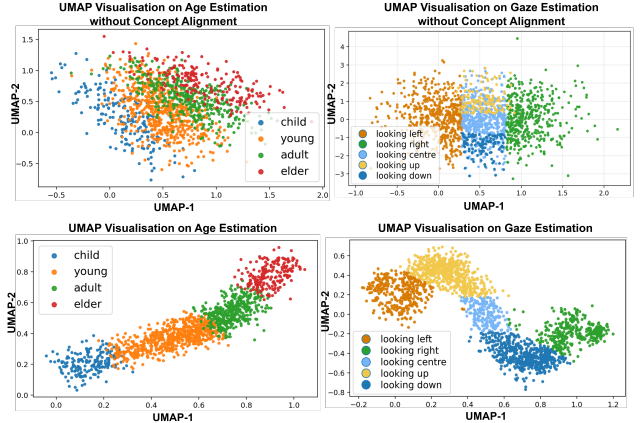 UMAP Visualisation on Age Estimation
without Concept Alignment
UMAP-2
1.5
1.0
0.5
0.0
−0.5
child
young
adult
elder
−0.5
0.0
0.5
1.0
1.5
2.0
UMAP-1
UMAP Visualisation on Gaze Estimation
without Concept Alignment
UMAP-2
4
3
2
1
0
−1
−2
−3
looking left
looking right
looking centre
looking up
looking down
−1.0
−0.5
0.0
0.5
1.0
1.5
2.0
UMAP-1
UMAP Visualisation on Age Estimation
UMAP-2
1.0
0.8
0.6
0.4
0.2
0.0
child
young
adult
elder
0.0
0.2
0.4
0.6
0.8
1.0
UMAP-1
UMAP Visualisation on Gaze Estimation
UMAP-2
0.6
0.4
0.2
0.0
−0.2
−0.4
−0.6
−0.8
looking left
looking right
looking centre
looking up
looking down
−0.2
0.0
0.2
0.4
0.6
0.8
1.0
1.2
UMAP-1